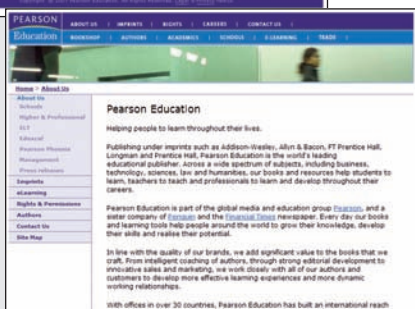 PEARSON
Education
ABOUT US | IMPRINTS | RIGHTS | CAREERS | CONTACT US |
BOOKSHOP | AUTHORS | ACADEMICS | SCHOOLS | E-LEARNING | TRADE
Home > About Us
About Us
Schools
Higher & Professional
ELT
Edexcel
Pearson Phoenix
Management
Press releases
Imprints
eLearning
Rights & Permissions
Authors
Contact Us
Site Map
Pearson Education
Helping people to learn throughout their lives.
Publishing under imprints such as Addison-Wesley, Allyn & Bacon, FT Prentice Hall,
Longman and Prentice Hall, Pearson Education is the world's leading
educational publisher. Across a wide spectrum of subjects, including business,
technology, sciences, law and humanities, our books and resources help students to
learn, teachers to teach and professionals to learn and develop throughout their
careers.
Pearson Education is part of the global media and education group Pearson, and a
sister company of Penguin and the Financial Times newspaper. Every day our books
and learning tools help people around the world to grow their knowledge, develop
their skills and realise their potential.
In line with the quality of our brands, we add significant value to the books that we
craft. From intelligent coaching of authors, through strong editorial development to
innovative sales and marketing, we work closely with all of our authors and
customers to develop more effective learning experiences and more dynamic
working relationships.
With offices in over 30 countries, Pearson Education has built an international reach